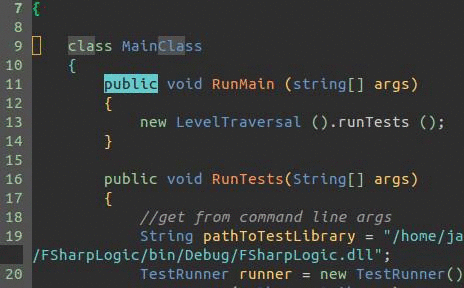 7 {
8
9 class MainClass
10 {
11 public void RunMain (string[] args)
12 {
13 new LevelTraversal ().runTests ();
14 }
15
16 public void RunTests(String[] args)
17 {
18 //get from command line args
19 String pathToTestLibrary = "/home/ja
/FSharpLogic/bin/Debug/FSharpLogic.dll";
20 TestRunner runner = new TestRunner()